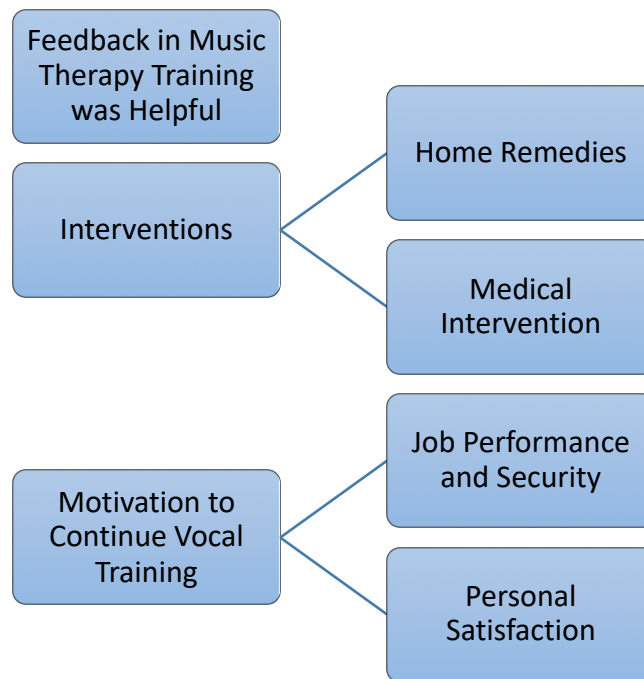 Feedback in Music
Therapy Training
was Helpful
Interventions
Home Remedies
Medical
Intervention
Motivation to
Continue Vocal
Training
Job Performance
and Security
Personal
Satisfaction